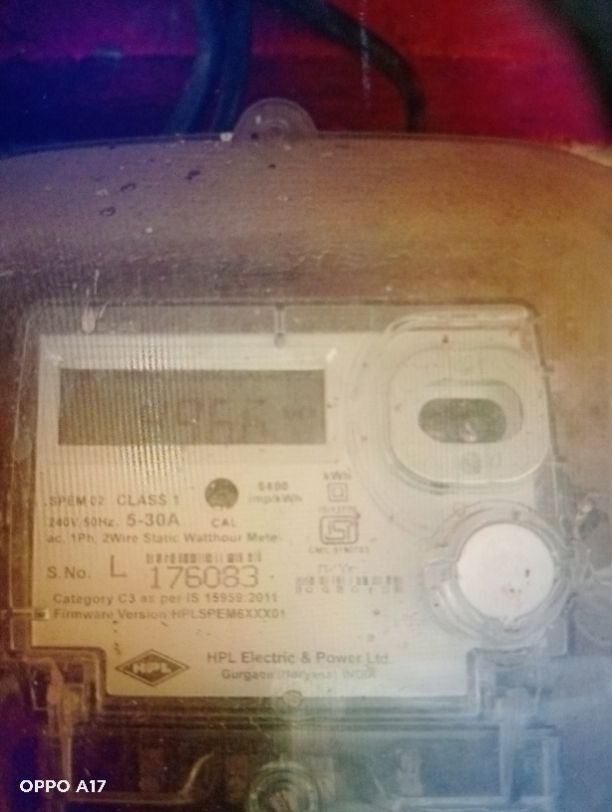 kWh
6400
imp/kWh
SPEM 02 CLASS 1
240V, 50Hz. 5-30A
CAL
ac, 1Ph, 2Wire Static Watthour Meter
S.No. L 176083
Category C3 as per IS 15959:2011
Firmware Version:HPLSPEM6XXX01
HPL
HPL Electric & Power Ltd.
Gurgaon (Haryana) INDIA
OPPO A17